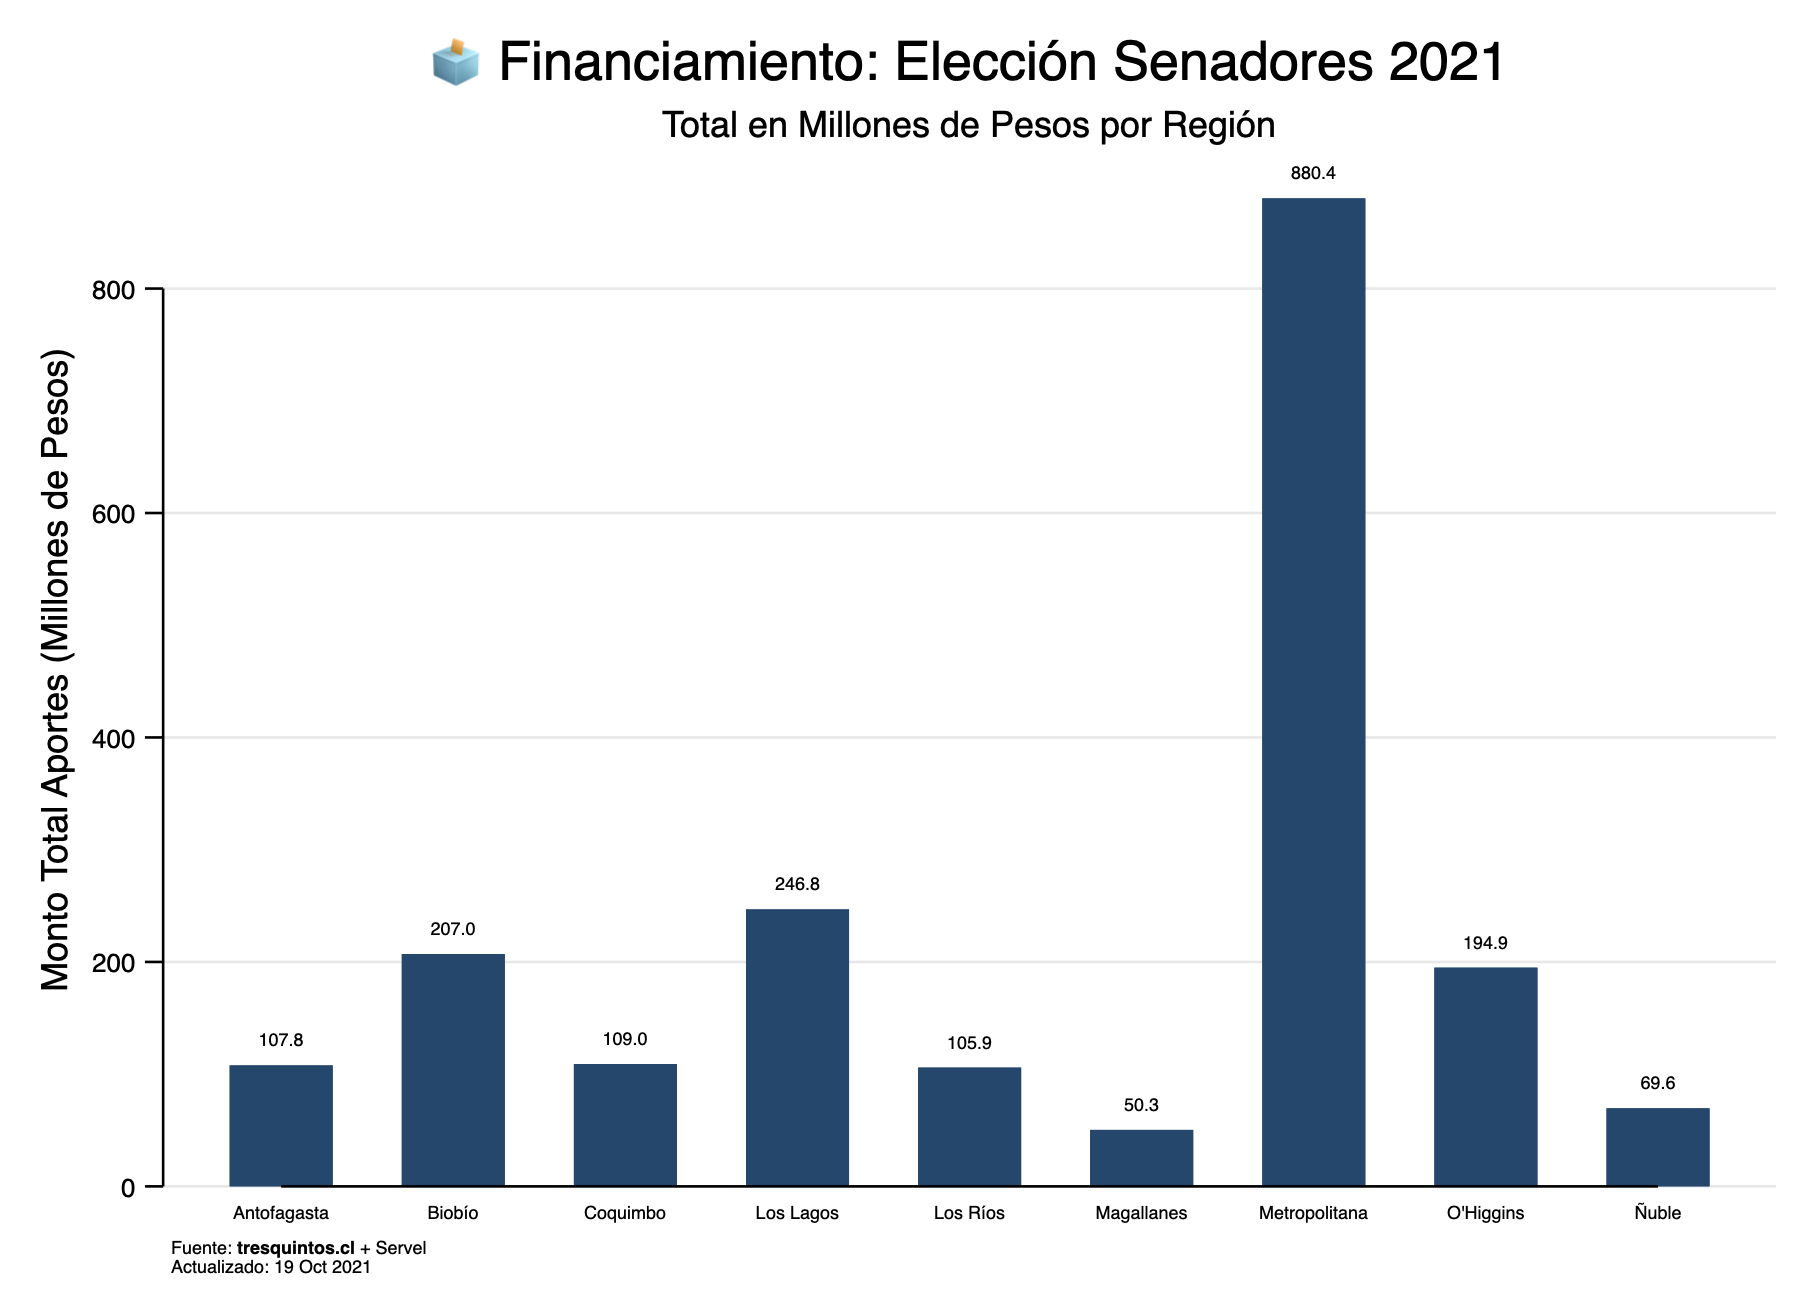 Financiamiento: Elección Senadores 2021
Total en Millones de Pesos por Región
Monto Total Aportes (Millones de Pesos)
800
600
400
200
0
107.8
207.0
109.0
246.8
105.9
50.3
880.4
194.9
69.6
Antofagasta
Biobío
Coquimbo
Los Lagos
Los Ríos
Magallanes
Metropolitana
O'Higgins
Ñuble
Fuente: tresquintos.cl + Servel
Actualizado: 19 Oct 2021